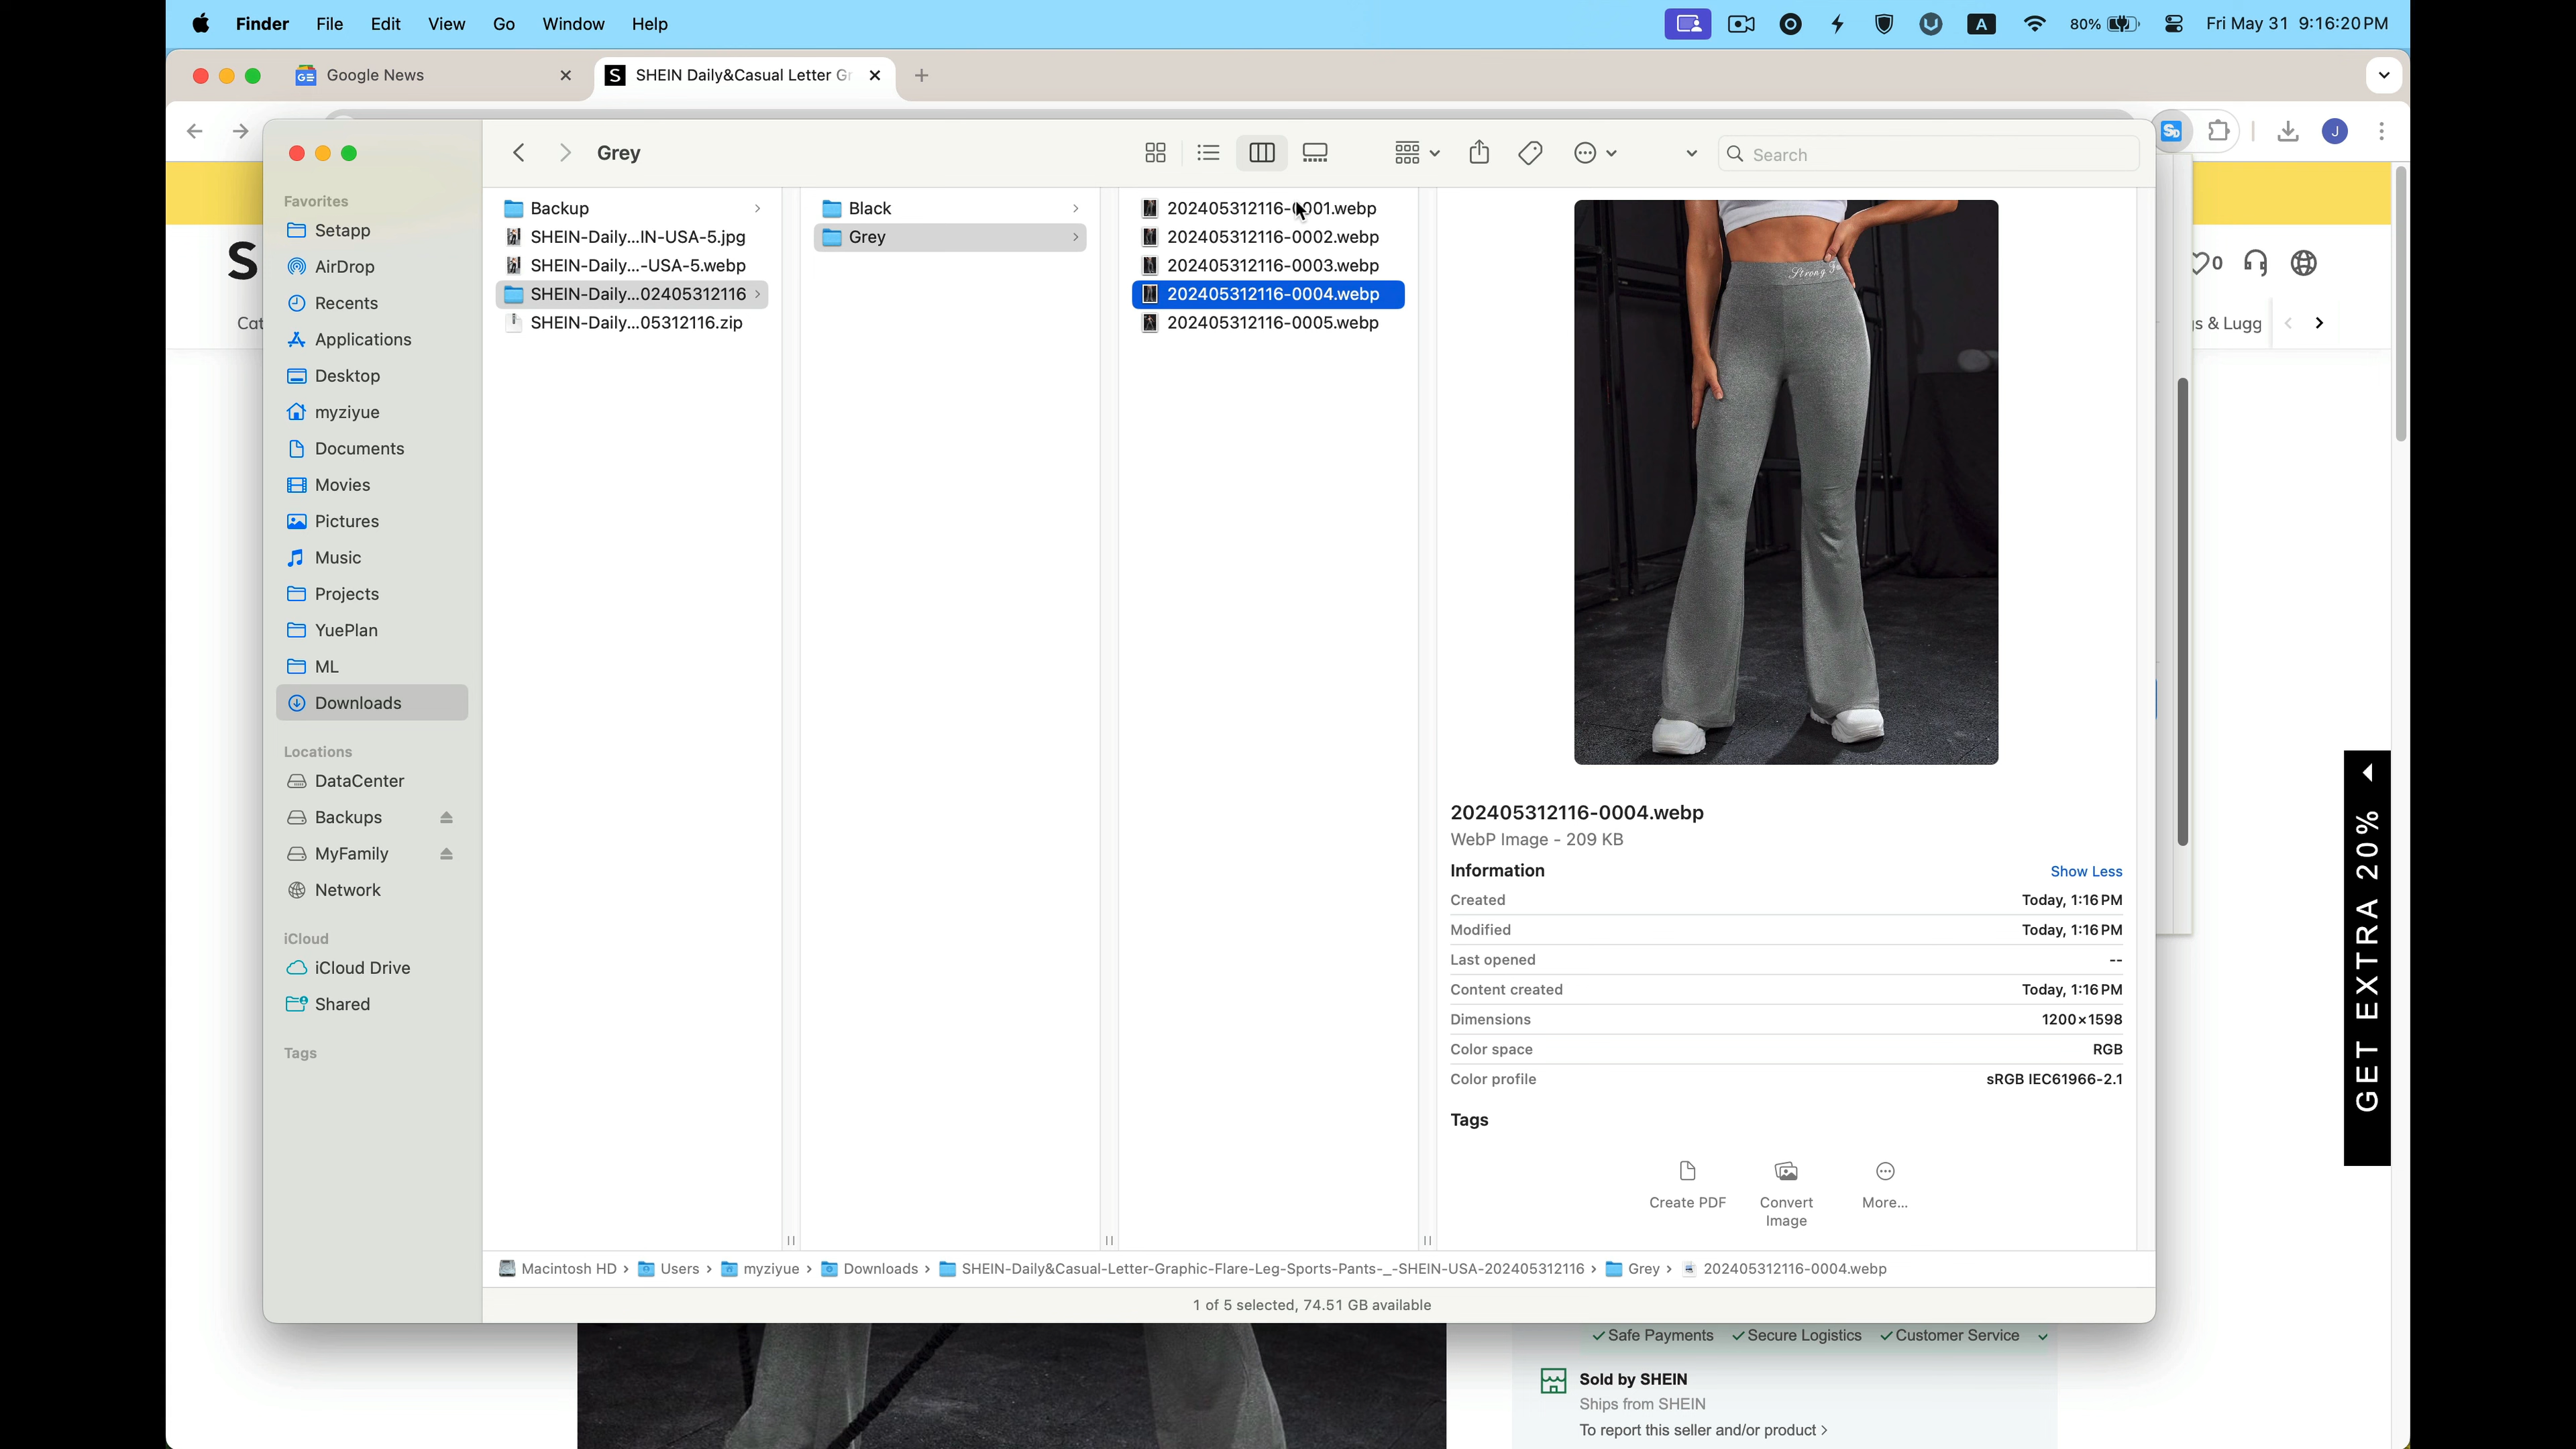 Finder File Edit View Go Window Help
A 80% Fri May 31 9:16:20 PM
Google News
S SHEIN Daily&Casual Letter Gr
SD J
Grey
Search
Favorites
Setapp
AirDrop
Recents
Applications
Desktop
myziyue
Documents
Movies
Pictures
Music
Projects
YuePlan
ML
Downloads
Locations
DataCenter
Backups
MyFamily
Network
iCloud
iCloud Drive
Shared
Tags
Backup
SHEIN-Daily...IN-USA-5.jpg
SHEIN-Daily...-USA-5.webp
SHEIN-Daily...02405312116
SHEIN-Daily...05312116.zip
Black
Grey
202405312116-0001.webp
202405312116-0002.webp
202405312116-0003.webp
202405312116-0004.webp
202405312116-0005.webp
202405312116-0004.webp
WebP Image - 209 KB
Information Show Less
Created Today, 1:16 PM
Modified Today, 1:16 PM
Last opened --
Content created Today, 1:16 PM
Dimensions 1200×1598
Color space RGB
Color profile sRGB IEC61966-2.1
Tags
Create PDF
Convert
Image
More...
Macintosh HD › Users › myziyue › Downloads › SHEIN-Daily&Casual-Letter-Graphic-Flare-Leg-Sports-Pants-_-SHEIN-USA-202405312116 › Grey › 202405312116-0004.webp
1 of 5 selected, 74.51 GB available
S
Cat
0
s & Lugg
GET EXTRA 20%
Safe Payments Secure Logistics Customer Service
Sold by SHEIN
Ships from SHEIN
To report this seller and/or product >
Strong